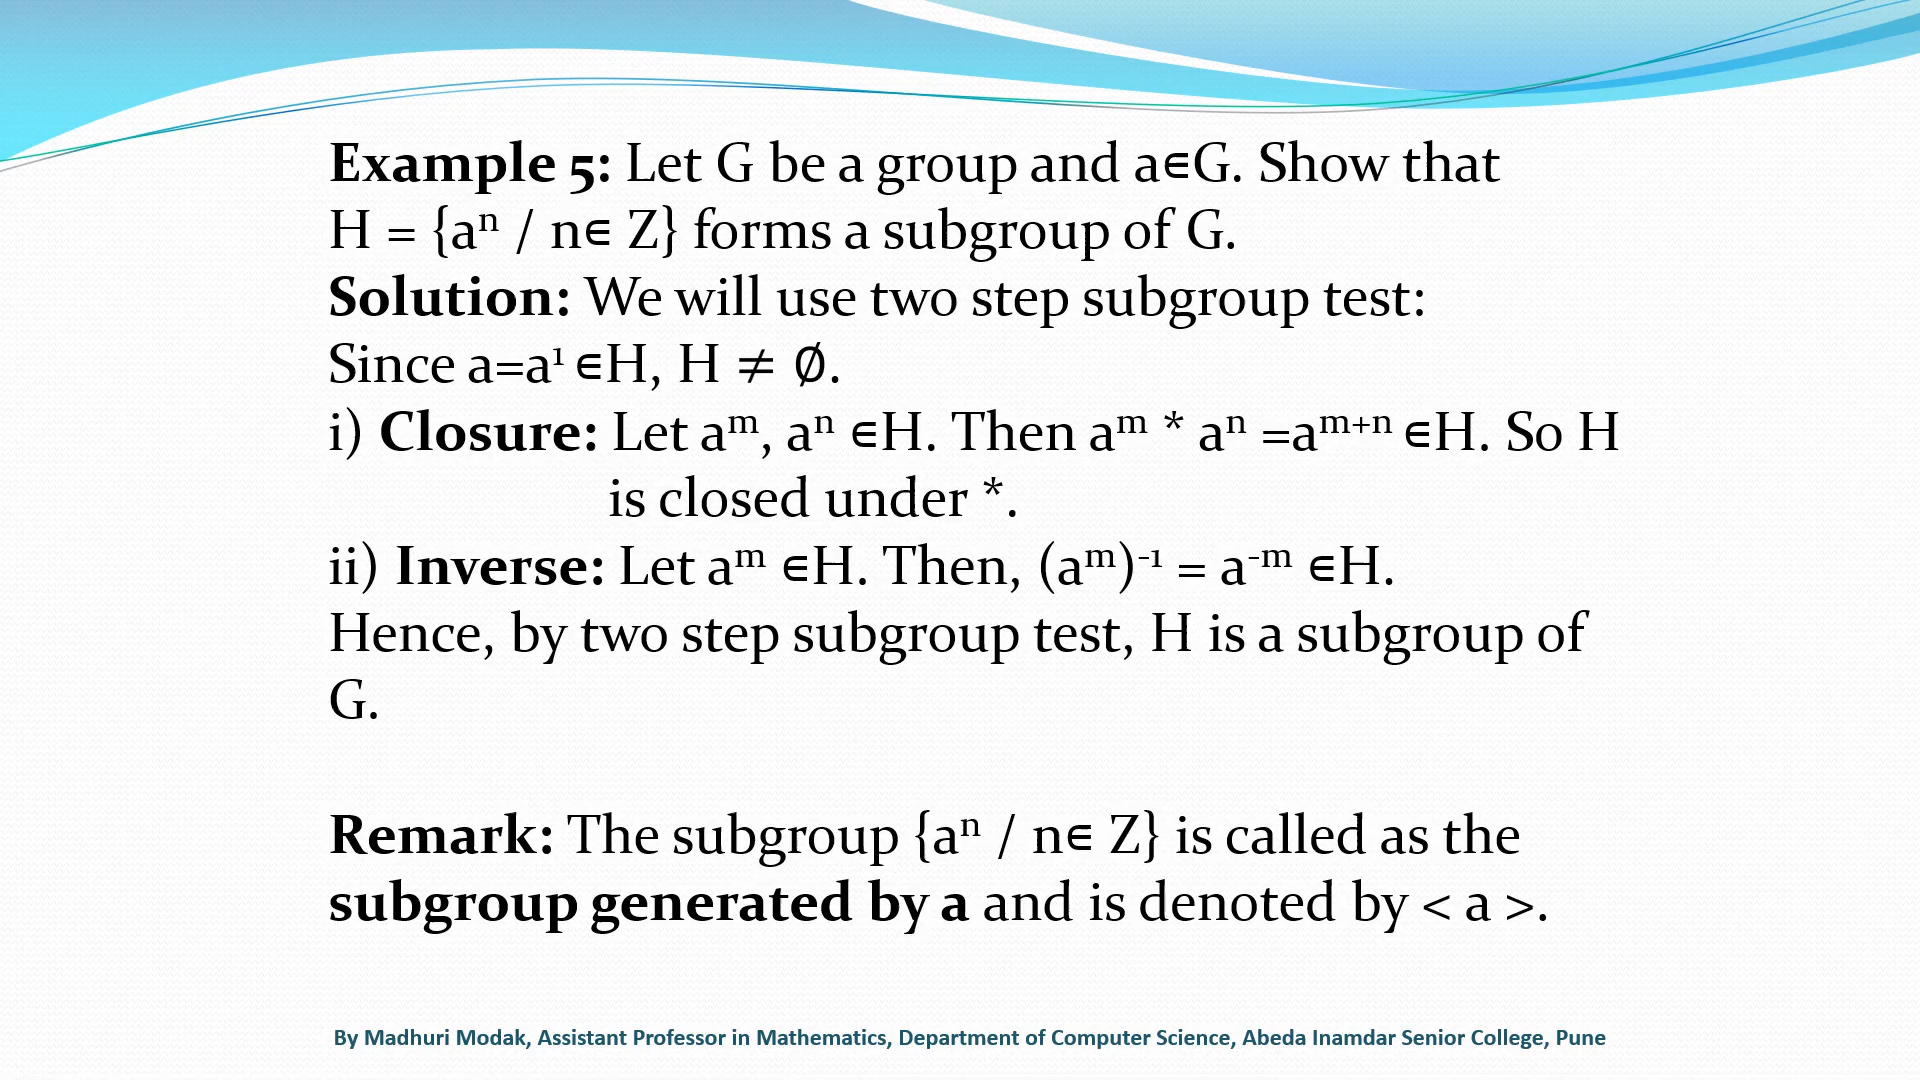 Example 5: Let G be a group and a∈G. Show that
H = {aⁿ / n∈ Z} forms a subgroup of G.
Solution: We will use two step subgroup test:
Since a=a¹ ∈H, H ≠ ∅.
i) Closure: Let aᵐ, aⁿ ∈H. Then aᵐ * aⁿ =aᵐ⁺ⁿ ∈H. So H
is closed under *.
ii) Inverse: Let aᵐ ∈H. Then, (aᵐ)⁻¹ = a⁻ᵐ ∈H.
Hence, by two step subgroup test, H is a subgroup of
G.
Remark: The subgroup {aⁿ / n∈ Z} is called as the
subgroup generated by a and is denoted by < a >.
By Madhuri Modak, Assistant Professor in Mathematics, Department of Computer Science, Abeda Inamdar Senior College, Pune